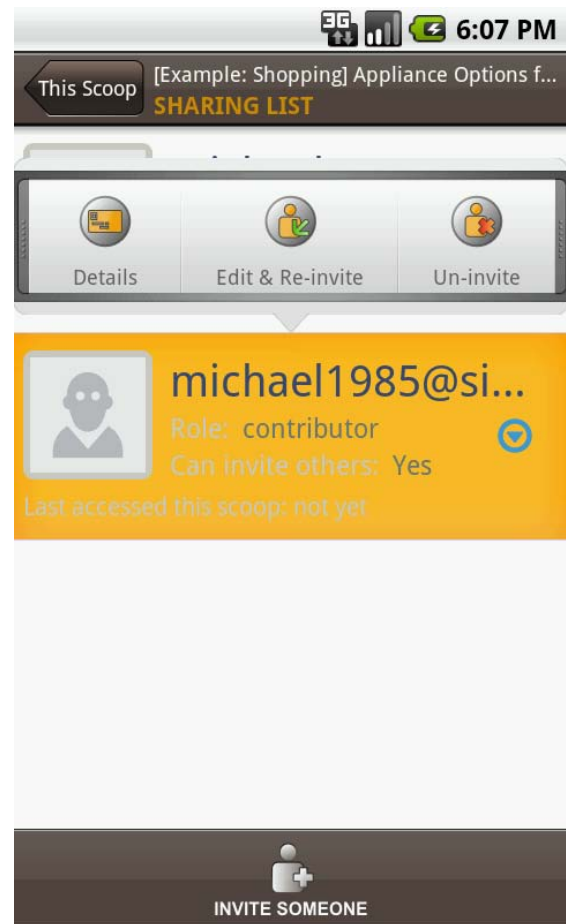 3G 6:07 PM
This Scoop
[Example: Shopping] Appliance Options f...
SHARING LIST
Details Edit & Re-invite Un-invite
michael1985@si...
Role: contributor
Can invite others: Yes
Last accessed this scoop: not yet
INVITE SOMEONE